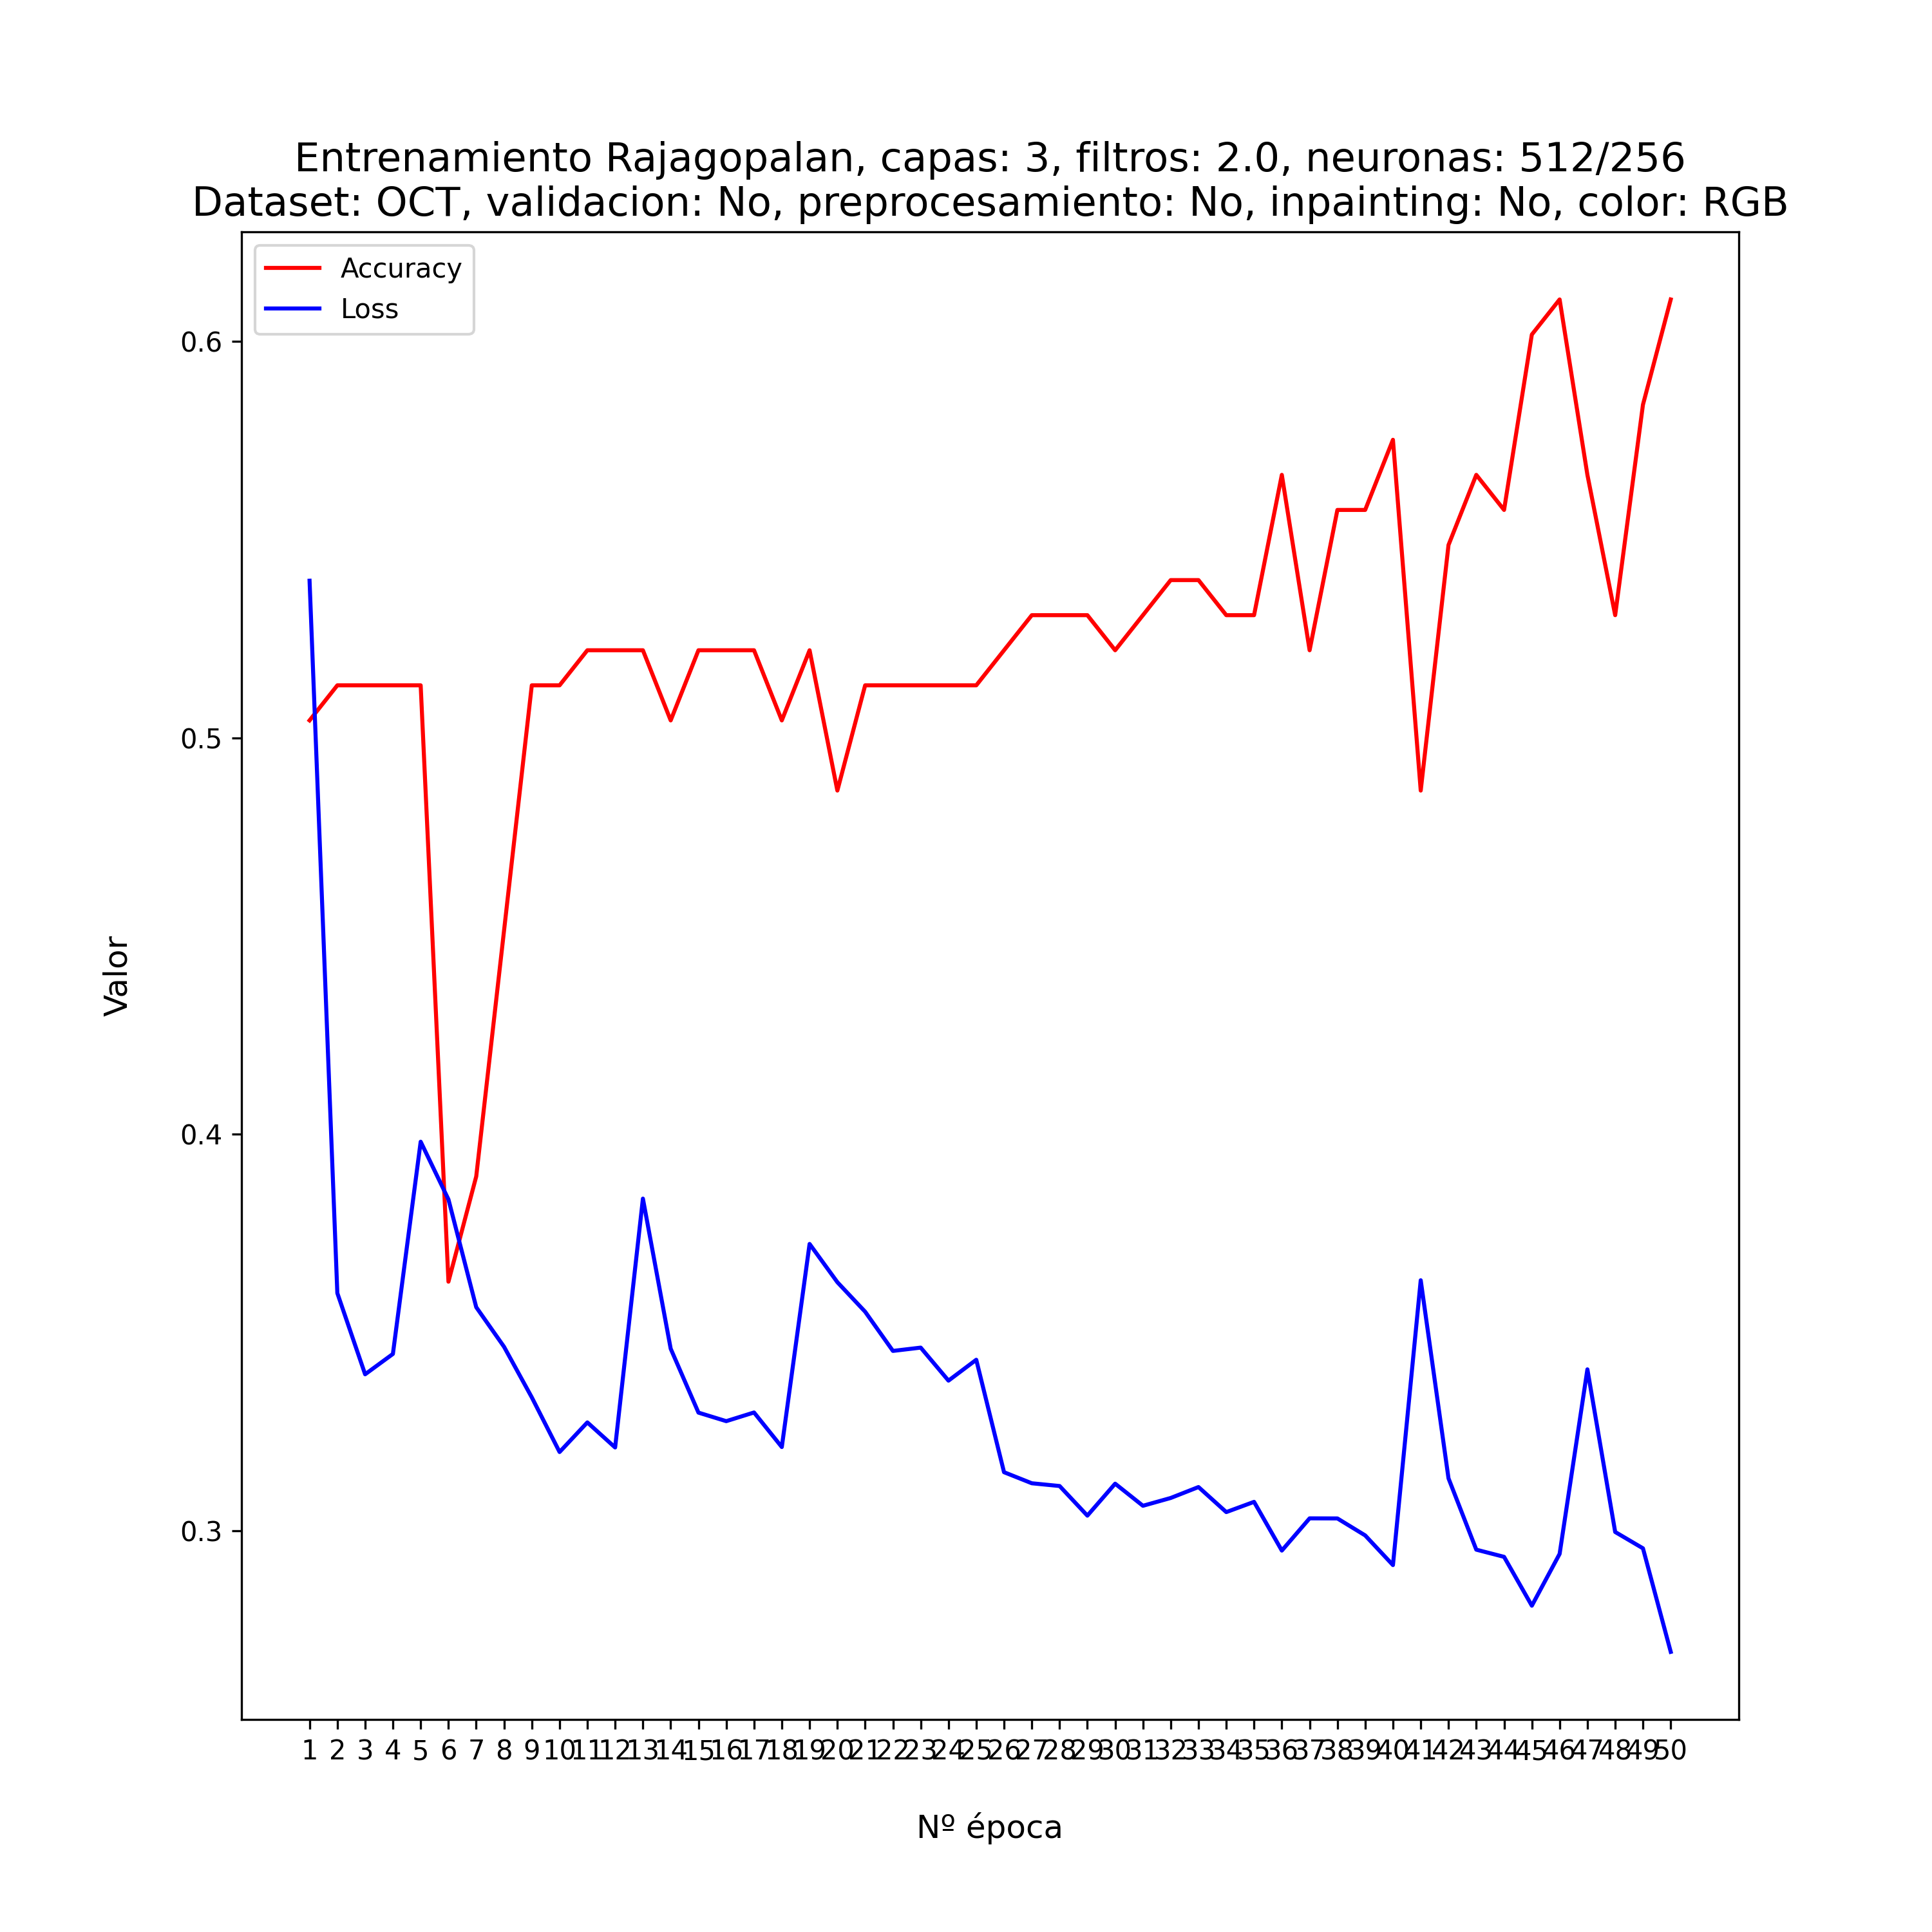 Entrenamiento Rajagopalan, capas: 3, filtros: 2.0, neuronas: 512/256
Dataset: OCT, validacion: No, preprocesamiento: No, inpainting: No, color: RGB
Accuracy
Loss
0.6
0.5
0.4
0.3
Valor
1 2 3 4 5 6 7 8 9 10 11 12 13 14 15 16 17 18 19 20 21 22 23 24 25 26 27 28 29 30 31 32 33 34 35 36 37 38 39 40 41 42 43 44 45 46 47 48 49 50
Nº época